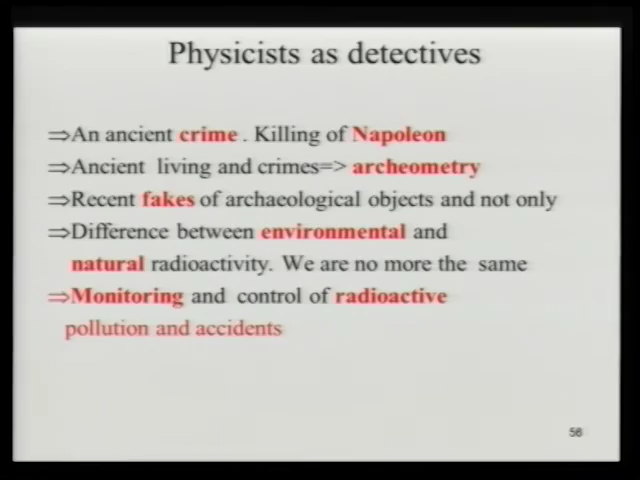 Physicists as detectives
⇒An ancient crime . Killing of Napoleon
⇒Ancient living and crimes=> archeometry
⇒Recent fakes of archaeological objects and not only
⇒Difference between environmental and
natural radioactivity. We are no more the same
⇒Monitoring and control of radioactive
pollution and accidents
56